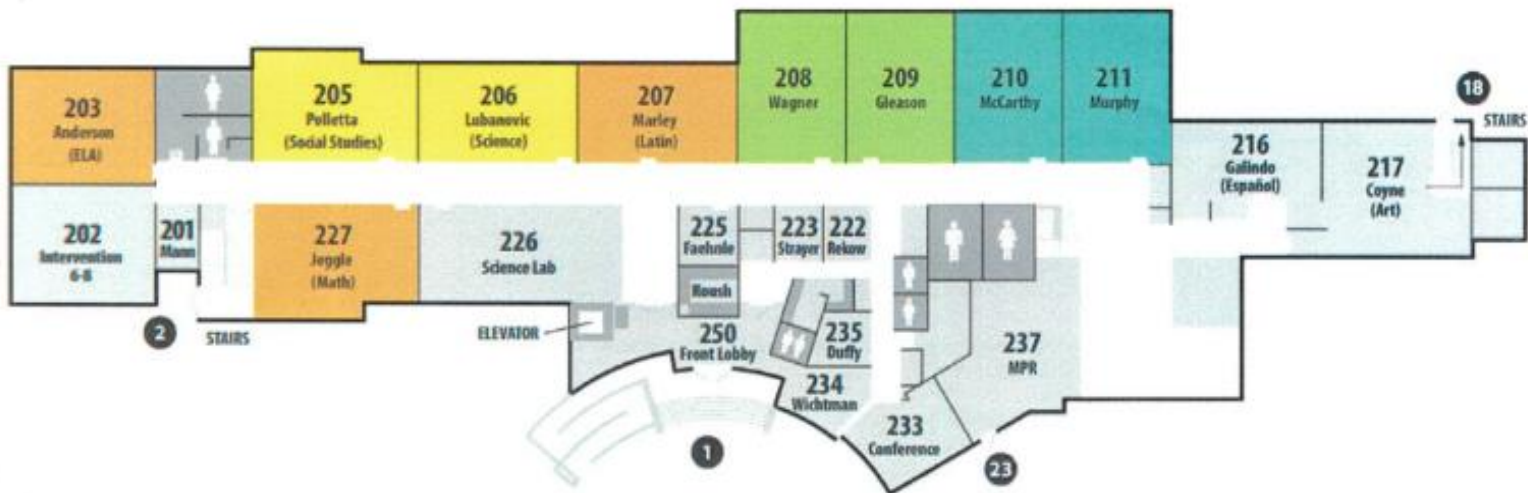 203
Anderson
(ELA)
205
Polletta
(Social Studies)
206
Lubanovic
(Science)
207
Marley
(Latin)
208
Wagner
209
Gleason
210
McCarthy
211
Murphy
18
STAIRS
216
Galindo
(Español)
217
Coyne
(Art)
202
Intervention
6-8
201
Mann
227
Jeggle
(Math)
226
Science Lab
225
Faehnle
223
Strayer
222
Rekow
Roush
2
STAIRS
ELEVATOR
250
Front Lobby
235
Duffy
234
Wichtman
237
MPR
233
Conference
1
23